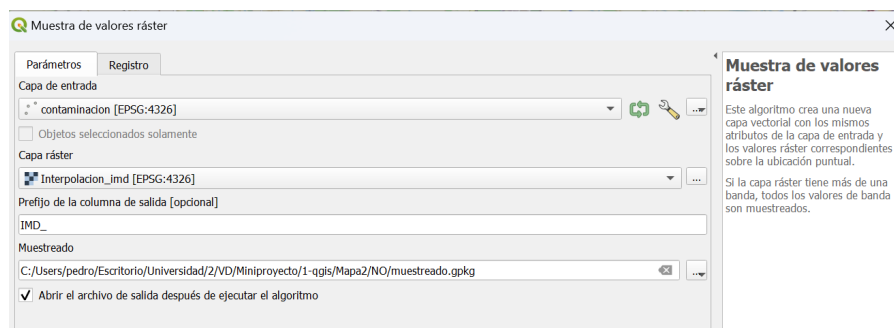 Muestra de valores ráster
Parámetros
Registro
Capa de entrada
contaminacion [EPSG:4326]
...
Objetos seleccionados solamente
Capa ráster
Interpolacion_imd [EPSG:4326]
...
Prefijo de la columna de salida [opcional]
IMD_
Muestreado
C:/Users/pedro/Escritorio/Universidad/2/VD/Miniproyecto/1-qgis/Mapa2/NO/muestreado.gpkg
...
Abrir el archivo de salida después de ejecutar el algoritmo
Muestra de valores
ráster
Este algoritmo crea una nueva
capa vectorial con los mismos
atributos de la capa de entrada y
los valores ráster correspondientes
sobre la ubicación puntual.
Si la capa ráster tiene más de una
banda, todos los valores de banda
son muestreados.